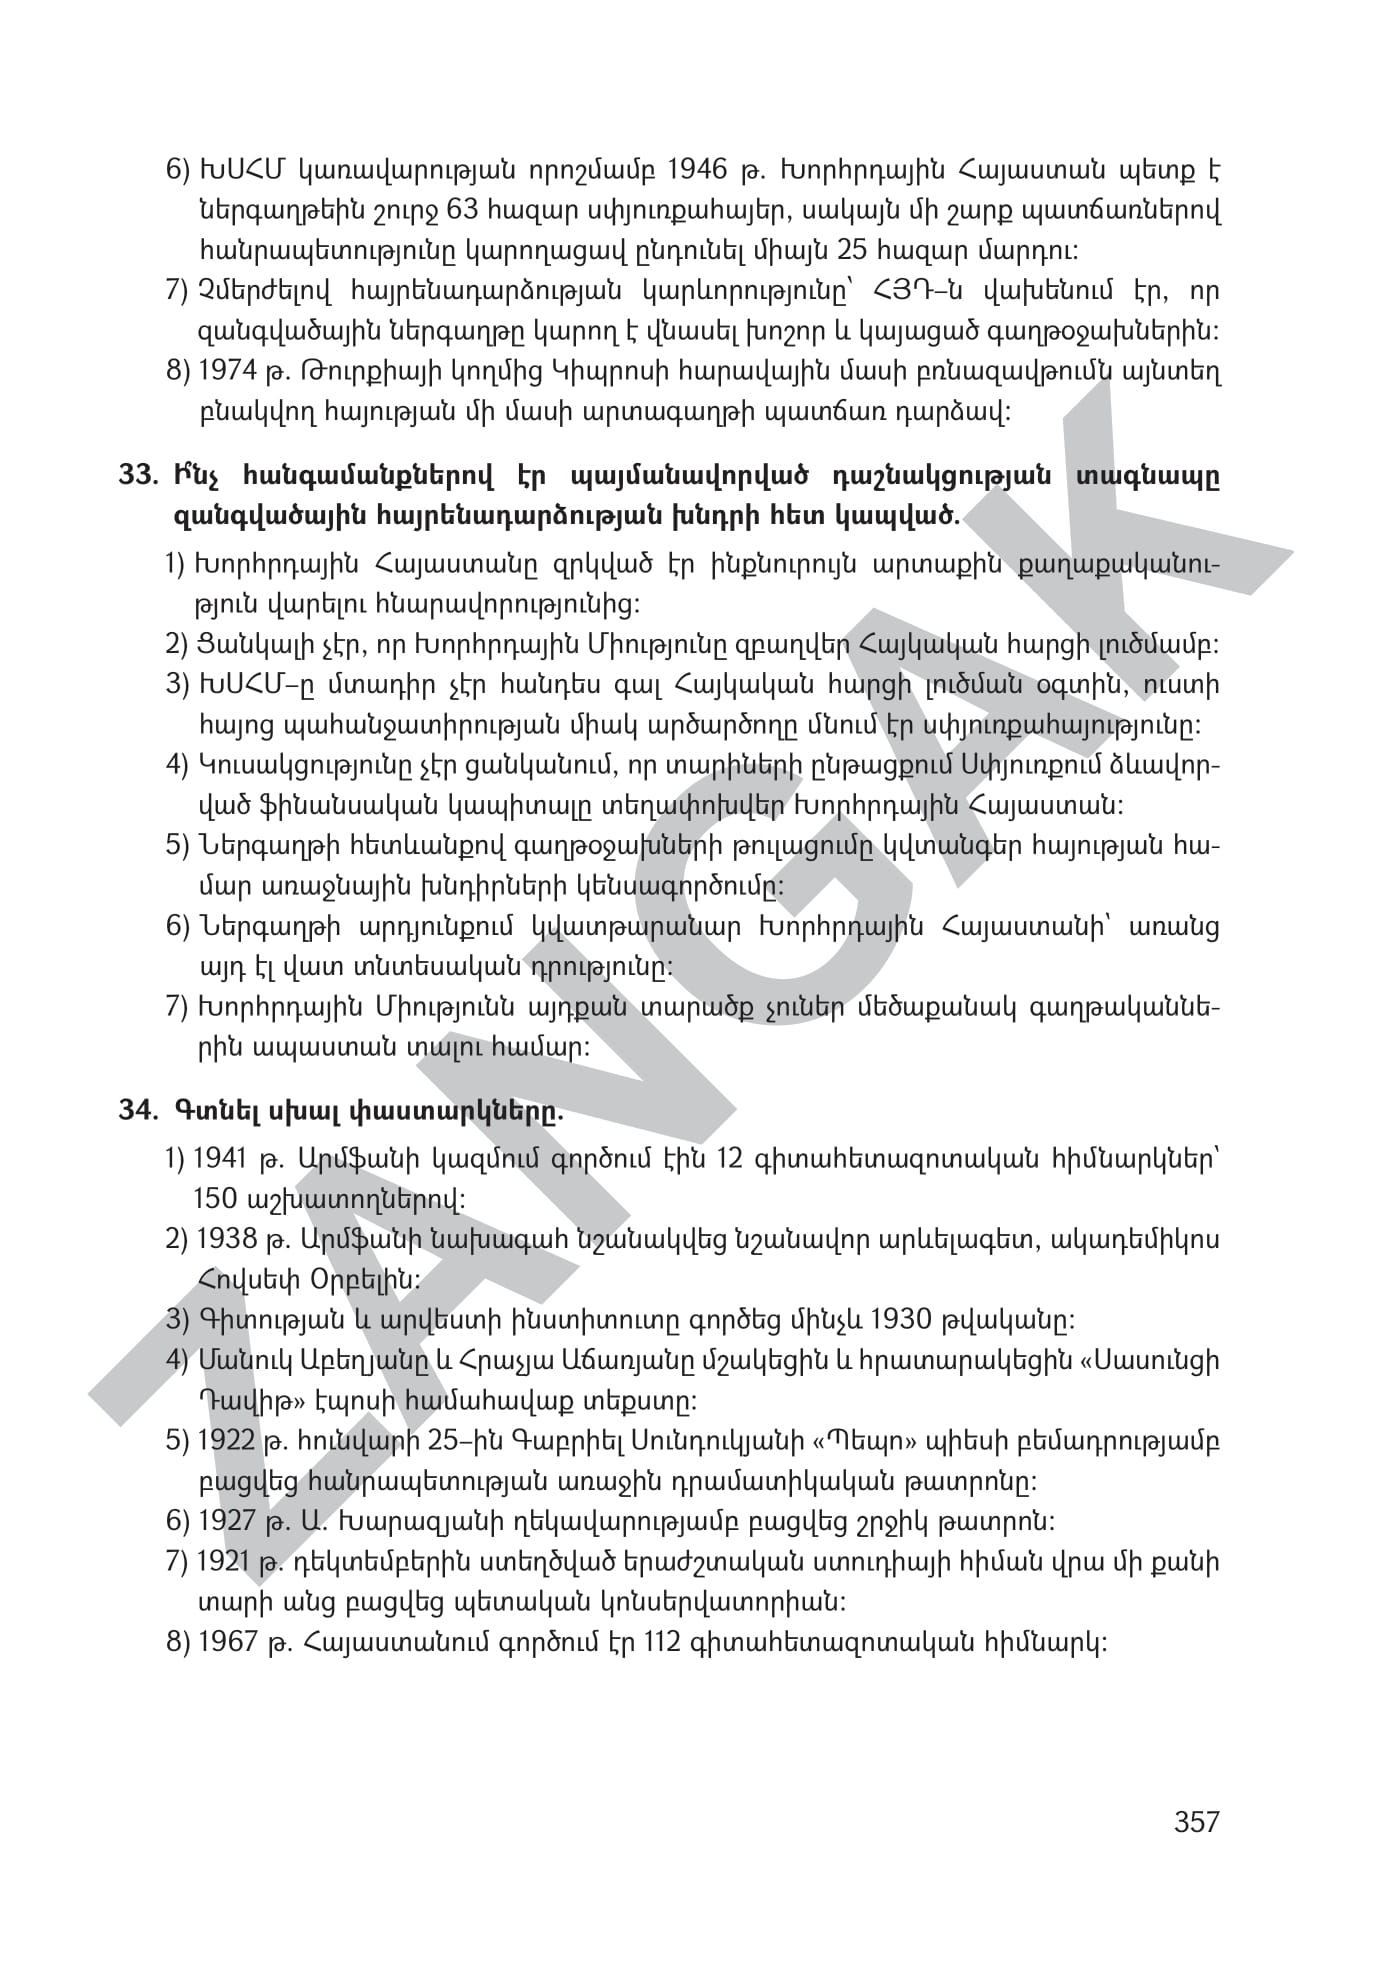 6) ԽՍՀՄ կառավարության որոշմամբ 1946 թ. Խորհրդային Հայաստան պետք է
ներգաղթեին շուրջ 63 հազար սփյուռքահայեր, սակայն մի շարք պատճառներով
հանրապետությունը կարողացավ ընդունել միայն 25 հազար մարդու:
7) Չմերժելով հայրենադարձության կարևորությունը՝ ՀՅԴ–ն վախենում էր, որ
զանգվածային ներգաղթը կարող է վնասել խոշոր և կայացած գաղթօջախներին:
8) 1974 թ. Թուրքիայի կողմից Կիպրոսի հարավային մասի բռնազավթումն այնտեղ
բնակվող հայության մի մասի արտագաղթի պատճառ դարձավ:
33. Ի՞նչ հանգամանքներով էր պայմանավորված դաշնակցության տագնապը
զանգվածային հայրենադարձության խնդրի հետ կապված.
1) Խորհրդային Հայաստանը զրկված էր ինքնուրույն արտաքին քաղաքականու-
թյուն վարելու հնարավորությունից:
2) Ցանկալի չէր, որ Խորհրդային Միությունը զբաղվեր Հայկական հարցի լուծմամբ:
3) ԽՍՀՄ–ը մտադիր չէր հանդես գալ Հայկական հարցի լուծման օգտին, ուստի
հայոց պահանջատիրության միակ արծարծողը մնում էր սփյուռքահայությունը:
4) Կուսակցությունը չէր ցանկանում, որ տարիների ընթացքում Սփյուռքում ձևավոր-
ված ֆինանսական կապիտալը տեղափոխվեր Խորհրդային Հայաստան:
5) Ներգաղթի հետևանքով գաղթօջախների թուլացումը կվտանգեր հայության հա-
մար առաջնային խնդիրների կենսագործումը:
6) Ներգաղթի արդյունքում կվատթարանար Խորհրդային Հայաստանի՝ առանց
այդ էլ վատ տնտեսական դրությունը:
7) Խորհրդային Միությունն այդքան տարածք չուներ մեծաքանակ գաղթականնե-
րին ապաստան տալու համար:
34. Գտնել սխալ փաստարկները.
1) 1941 թ. Արմֆանի կազմում գործում էին 12 գիտահետազոտական հիմնարկներ՝
150 աշխատողներով:
2) 1938 թ. Արմֆանի նախագահ նշանակվեց նշանավոր արևելագետ, ակադեմիկոս
Հովսեփ Օրբելին:
3) Գիտության և արվեստի ինստիտուտը գործեց մինչև 1930 թվականը:
4) Մանուկ Աբեղյանը և Հրաչյա Աճառյանը մշակեցին և հրատարակեցին «Սասունցի
Դավիթ» էպոսի համահավաք տեքստը:
5) 1922 թ. հունվարի 25–ին Գաբրիել Սունդուկյանի «Պեպո» պիեսի բեմադրությամբ
բացվեց հանրապետության առաջին դրամատիկական թատրոնը:
6) 1927 թ. Ա. Խարազյանի ղեկավարությամբ բացվեց շրջիկ թատրոն:
7) 1921 թ. դեկտեմբերին ստեղծված երաժշտական ստուդիայի հիման վրա մի քանի
տարի անց բացվեց պետական կոնսերվատորիան:
8) 1967 թ. Հայաստանում գործում էր 112 գիտահետազոտական հիմնարկ:
357
ZANGAK